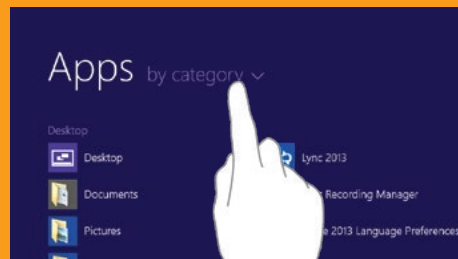 Apps by category
Desktop
Desktop
Lync 2013
Documents
Recording Manager
Pictures
2013 Language Preferences